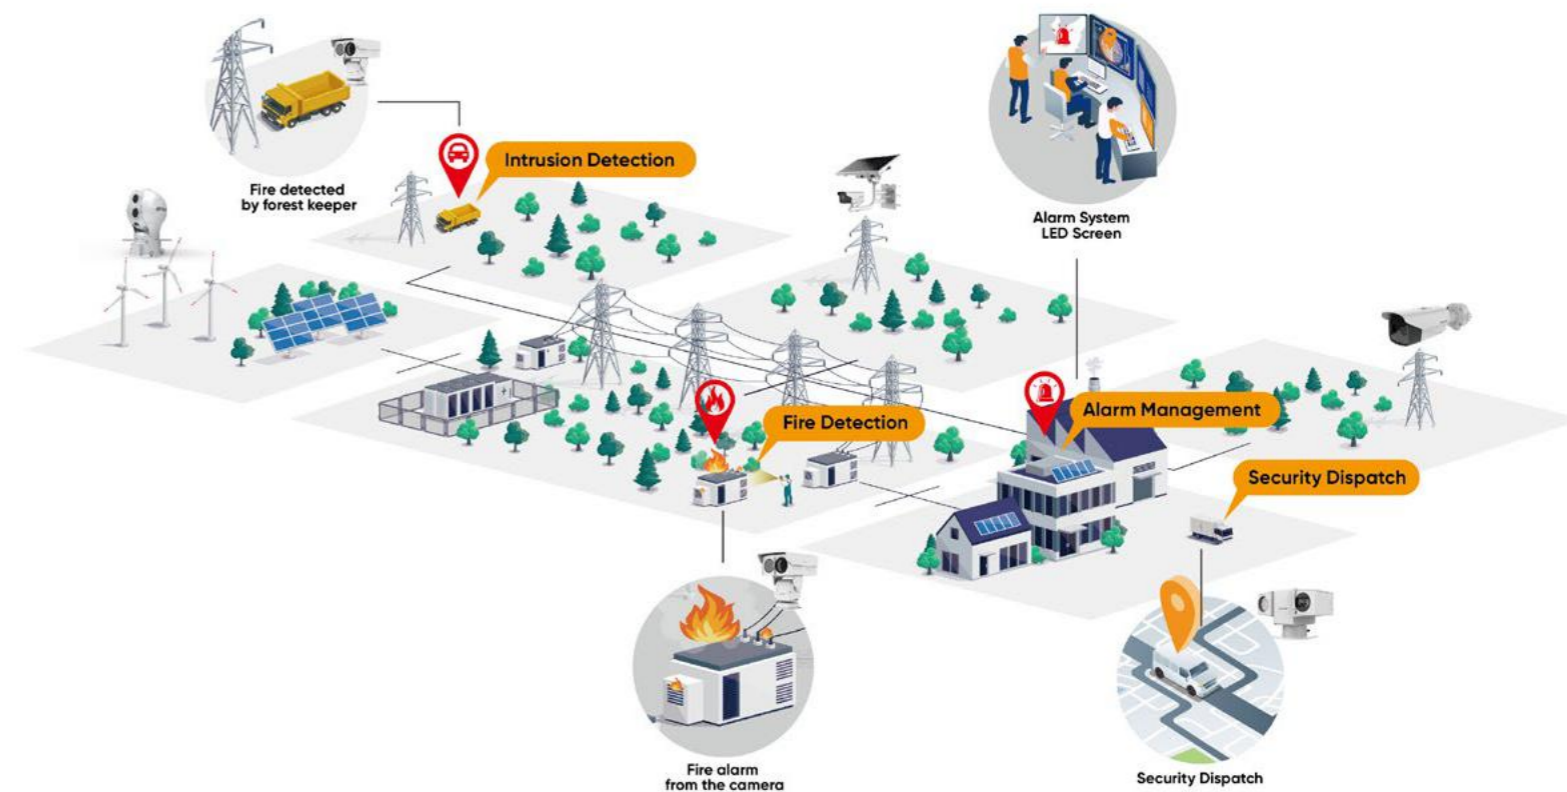 Intrusion Detection
Fire detected
by forest keeper
Alarm System
LED Screen
Alarm Management
Fire Detection
Security Dispatch
Fire alarm
from the camera
Security Dispatch